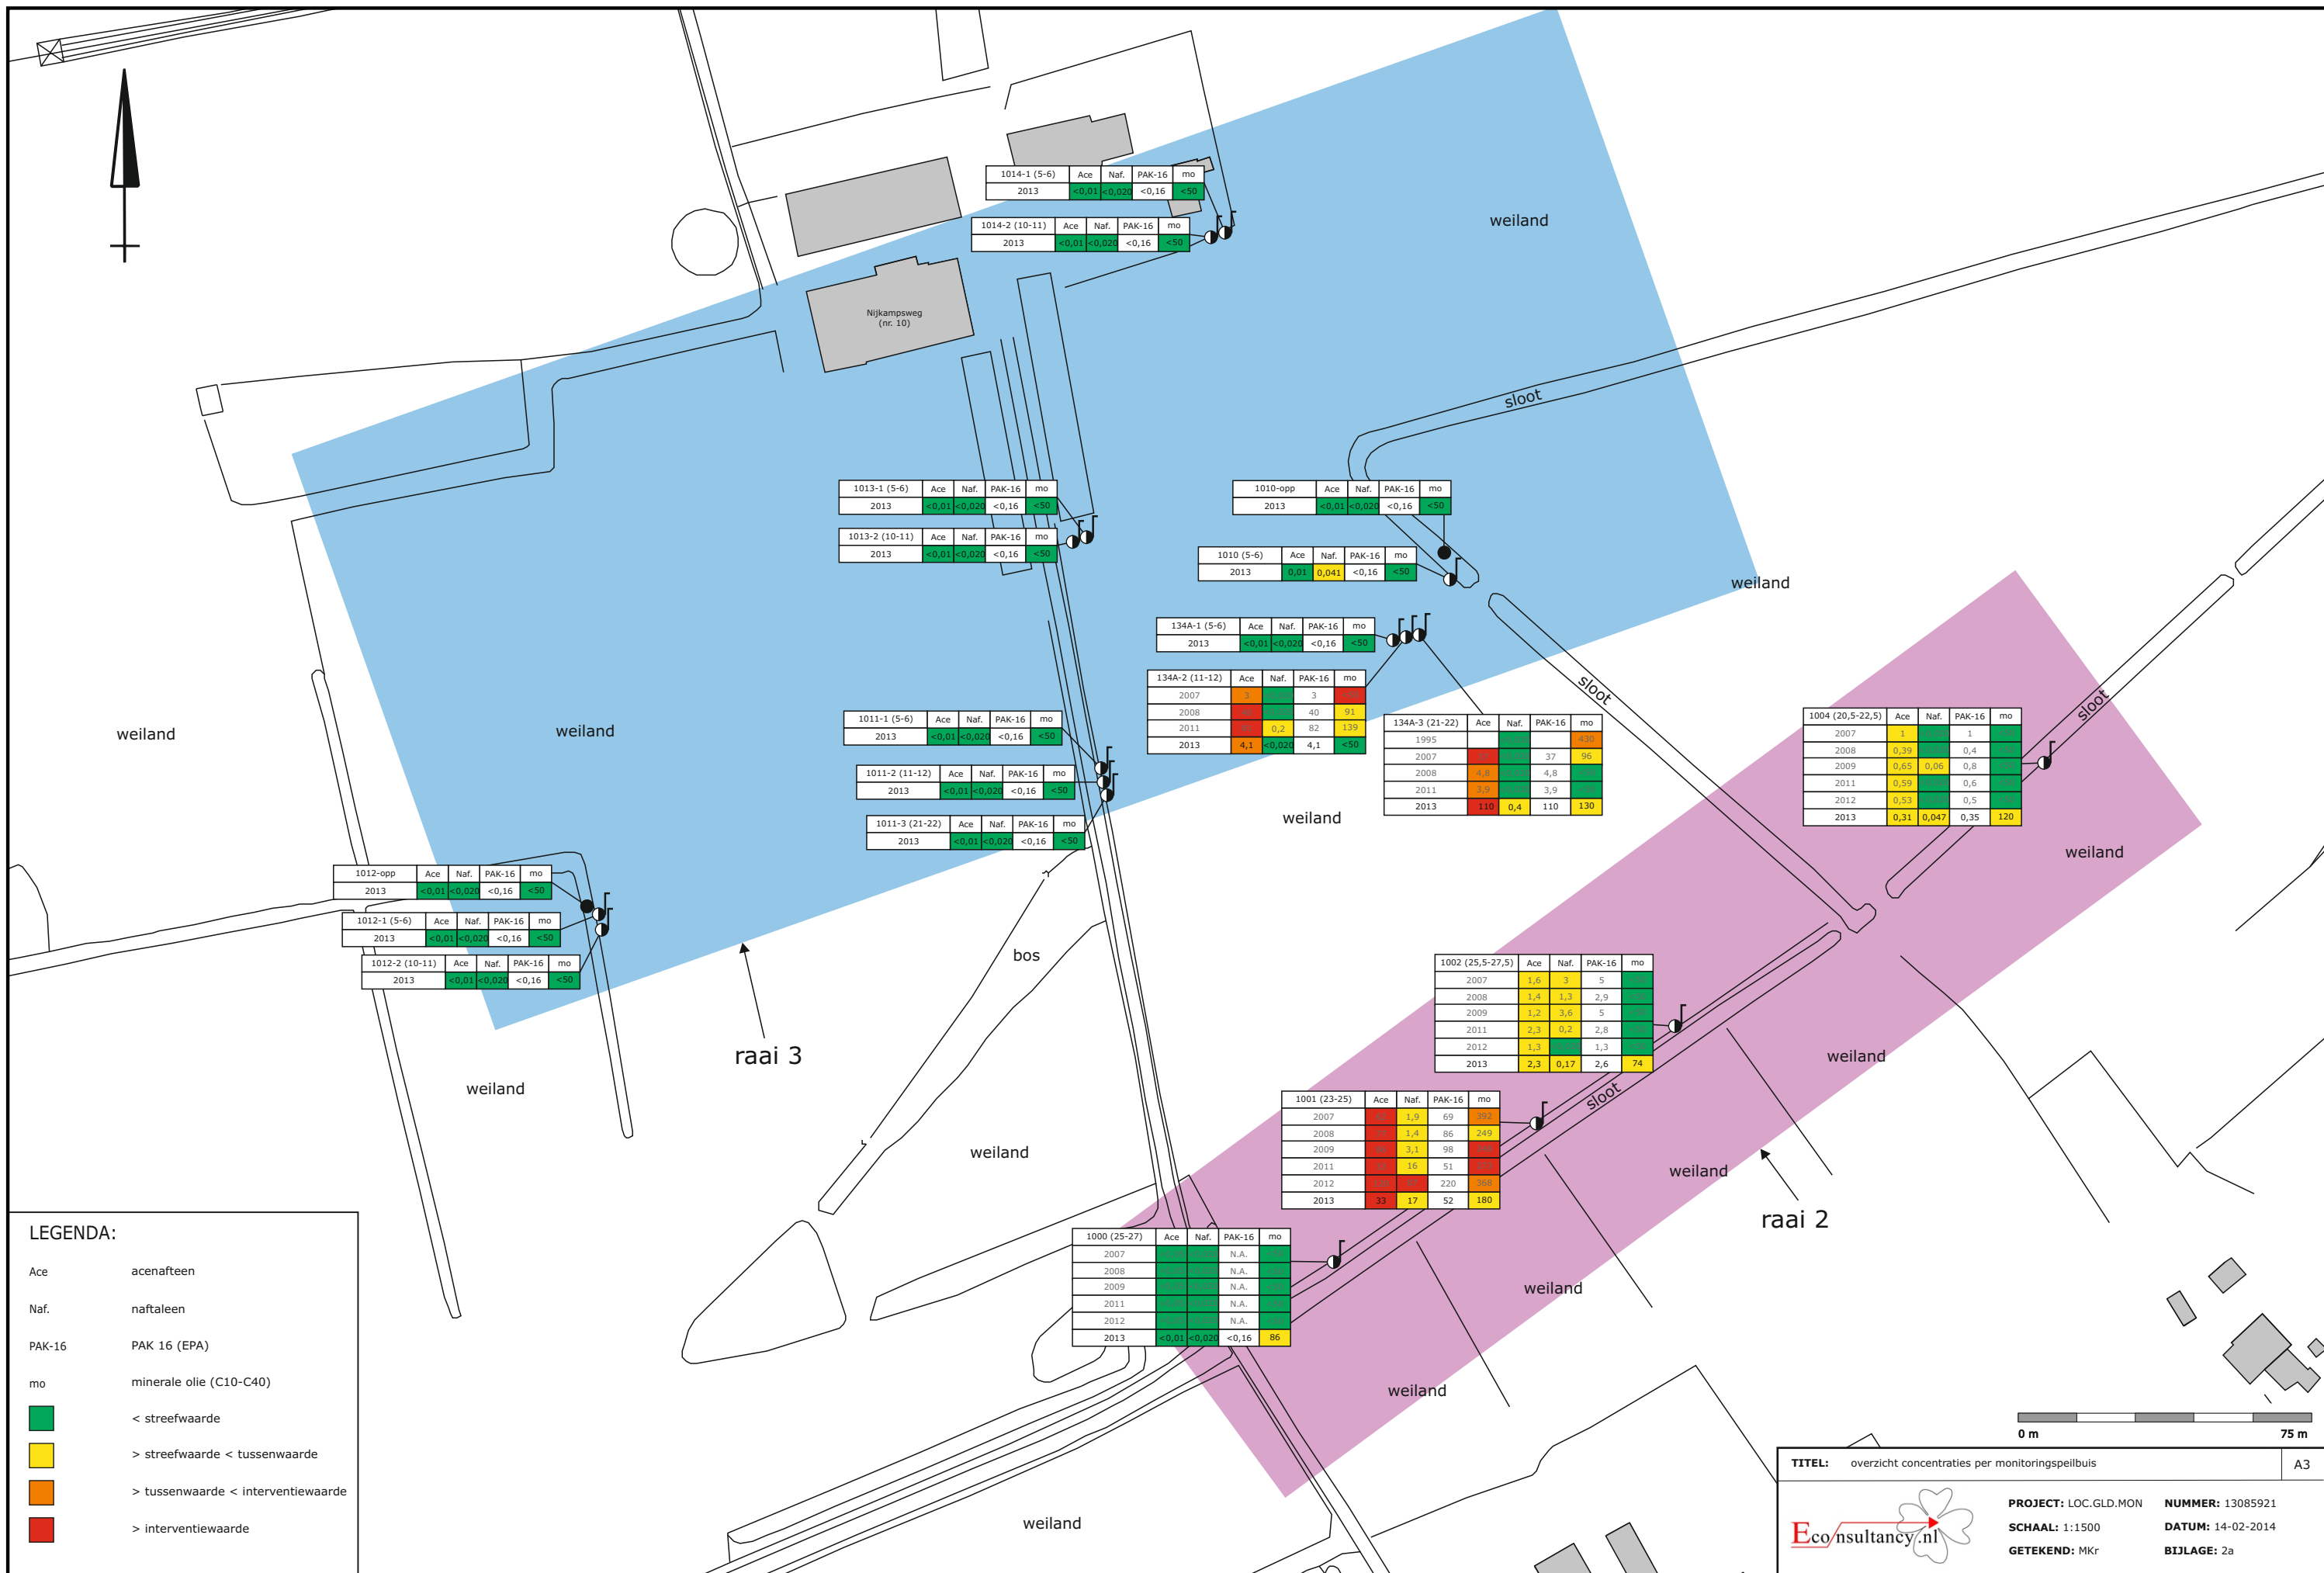 1014-1 (5-6) Ace Naf. PAK-16 mo
2013 <0,01 <0,020 <0,16 <50
1014-2 (10-11) Ace Naf. PAK-16 mo
2013 <0,01 <0,020 <0,16 <50
weiland
Nijkampsweg
(nr. 10)
sloot
1013-1 (5-6) Ace Naf. PAK-16 mo
2013 <0,01 <0,020 <0,16 <50
1013-2 (10-11) Ace Naf. PAK-16 mo
2013 <0,01 <0,020 <0,16 <50
1010-opp Ace Naf. PAK-16 mo
2013 <0,01 <0,020 <0,16 <50
1010 (5-6) Ace Naf. PAK-16 mo
2013 0,01 0,041 <0,16 <50
weiland
134A-1 (5-6) Ace Naf. PAK-16 mo
2013 <0,01 <0,020 <0,16 <50
134A-2 (11-12) Ace Naf. PAK-16 mo
2007 3 3
2008 40 91
2011 0,2 82 139
2013 4,1 <0,020 4,1 <50
134A-3 (21-22) Ace Naf. PAK-16 mo
1995 430
2007 37 96
2008 4,8 4,8
2011 3,9 3,9
2013 110 0,4 110 130
sloot
sloot
1004 (20,5-22,5) Ace Naf. PAK-16 mo
2007 1 1
2008 0,39 0,4
2009 0,65 0,06 0,8
2011 0,59 0,6
2012 0,53 0,5
2013 0,31 0,047 0,35 120
weiland
weiland
weiland
weiland
1011-1 (5-6) Ace Naf. PAK-16 mo
2013 <0,01 <0,020 <0,16 <50
1011-2 (11-12) Ace Naf. PAK-16 mo
2013 <0,01 <0,020 <0,16 <50
1011-3 (21-22) Ace Naf. PAK-16 mo
2013 <0,01 <0,020 <0,16 <50
1012-opp Ace Naf. PAK-16 mo
2013 <0,01 <0,020 <0,16 <50
1012-1 (5-6) Ace Naf. PAK-16 mo
2013 <0,01 <0,020 <0,16 <50
1012-2 (10-11) Ace Naf. PAK-16 mo
2013 <0,01 <0,020 <0,16 <50
bos
raai 3
weiland
weiland
1002 (25,5-27,5) Ace Naf. PAK-16 mo
2007 1,6 3 5
2008 1,4 1,3 2,9
2009 1,2 3,6 5
2011 2,3 0,2 2,8
2012 1,3 1,3
2013 2,3 0,17 2,6 74
weiland
sloot
1001 (23-25) Ace Naf. PAK-16 mo
2007 1,9 69 392
2008 1,4 86 249
2009 3,1 98
2011 16 51
2012 220 368
2013 33 17 52 180
weiland
raai 2
1000 (25-27) Ace Naf. PAK-16 mo
2007 N.A.
2008 N.A.
2009 N.A.
2011 N.A.
2012 N.A.
2013 <0,01 <0,020 <0,16 86
weiland
weiland
weiland
LEGENDA:
Ace acenafteen
Naf. naftaleen
PAK-16 PAK 16 (EPA)
mo minerale olie (C10-C40)
< streefwaarde
> streefwaarde < tussenwaarde
> tussenwaarde < interventiewaarde
> interventiewaarde
0 m 75 m
TITEL: overzicht concentraties per monitoringspeilbuis A3
Econsultancy.nl
PROJECT: LOC.GLD.MON NUMMER: 13085921
SCHAAL: 1:1500 DATUM: 14-02-2014
GETEKEND: MKr BIJLAGE: 2a